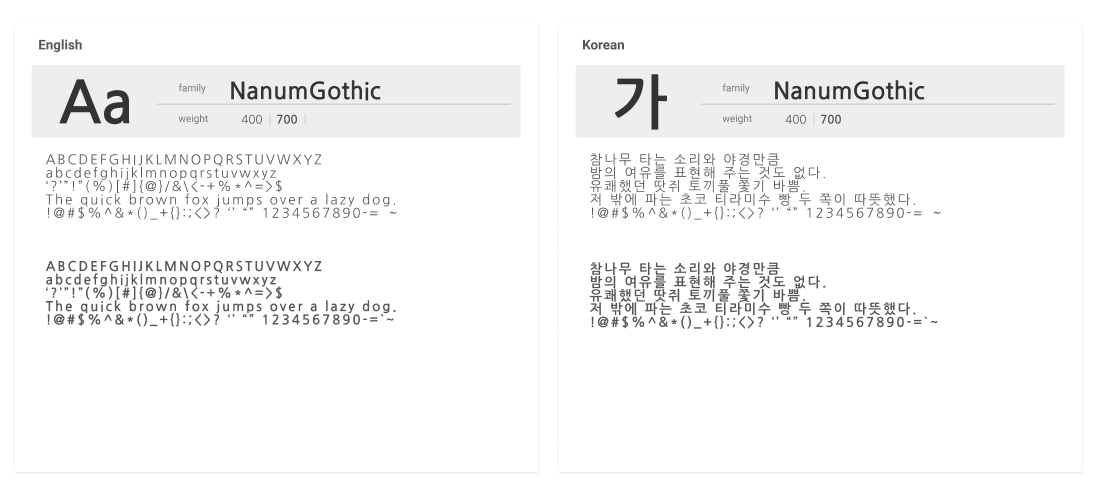 English
Aa
family NanumGothic
weight 400 | 700 |
ABCDEFGHIJKLMNOPQRSTUVWXYZ
abcdefghijklmnopqrstuvwxyz
‘?’”!”(%)[#]{@}/&\<-+%*^=>$
The quick brown fox jumps over a lazy dog.
!@#$%^&*()_+{}:;<>? ‘’ “” 1234567890-= ~
ABCDEFGHIJKLMNOPQRSTUVWXYZ
abcdefghijklmnopqrstuvwxyz
‘?’”!”(%)[#]{@}/&\<-+%*^=>$
The quick brown fox jumps over a lazy dog.
!@#$%^&*()_+{}:;<>? ‘’ “” 1234567890-=`~
Korean
가
family NanumGothic
weight 400 | 700 |
참나무 타는 소리와 야경만큼
밤의 여유를 표현해 주는 것도 없다.
유쾌했던 땃쥐 토끼풀 쫓기 바쁨.
저 밖에 파는 초코 티라미수 빵 두 쪽이 따뜻했다.
!@#$%^&*()_+{}:;<>? ‘’ “” 1234567890-= ~
참나무 타는 소리와 야경만큼
밤의 여유를 표현해 주는 것도 없다.
유쾌했던 땃쥐 토끼풀 쫓기 바쁨.
저 밖에 파는 초코 티라미수 빵 두 쪽이 따뜻했다.
!@#$%^&*()_+{}:;<>? ‘’ “” 1234567890-=`~